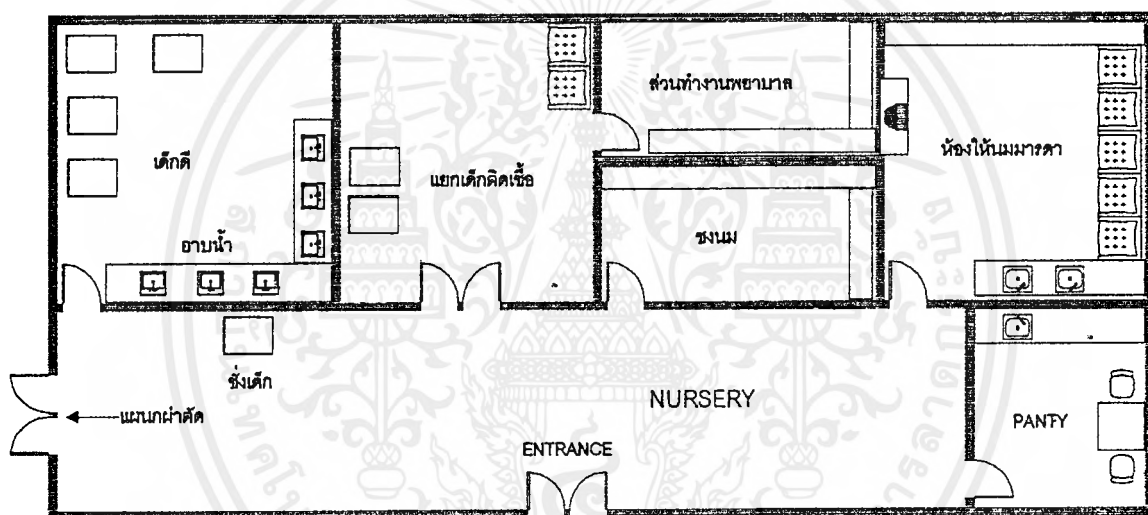 ส่วนทำงานพยาบาล
เด็กดี
แยกเด็กติดเชื้อ
ห้องให้นมมารดา
อาบน้ำ
ชงนม
ชั่งเด็ก
แผนกผ่าตัด
NURSERY
PANTY
ENTRANCE